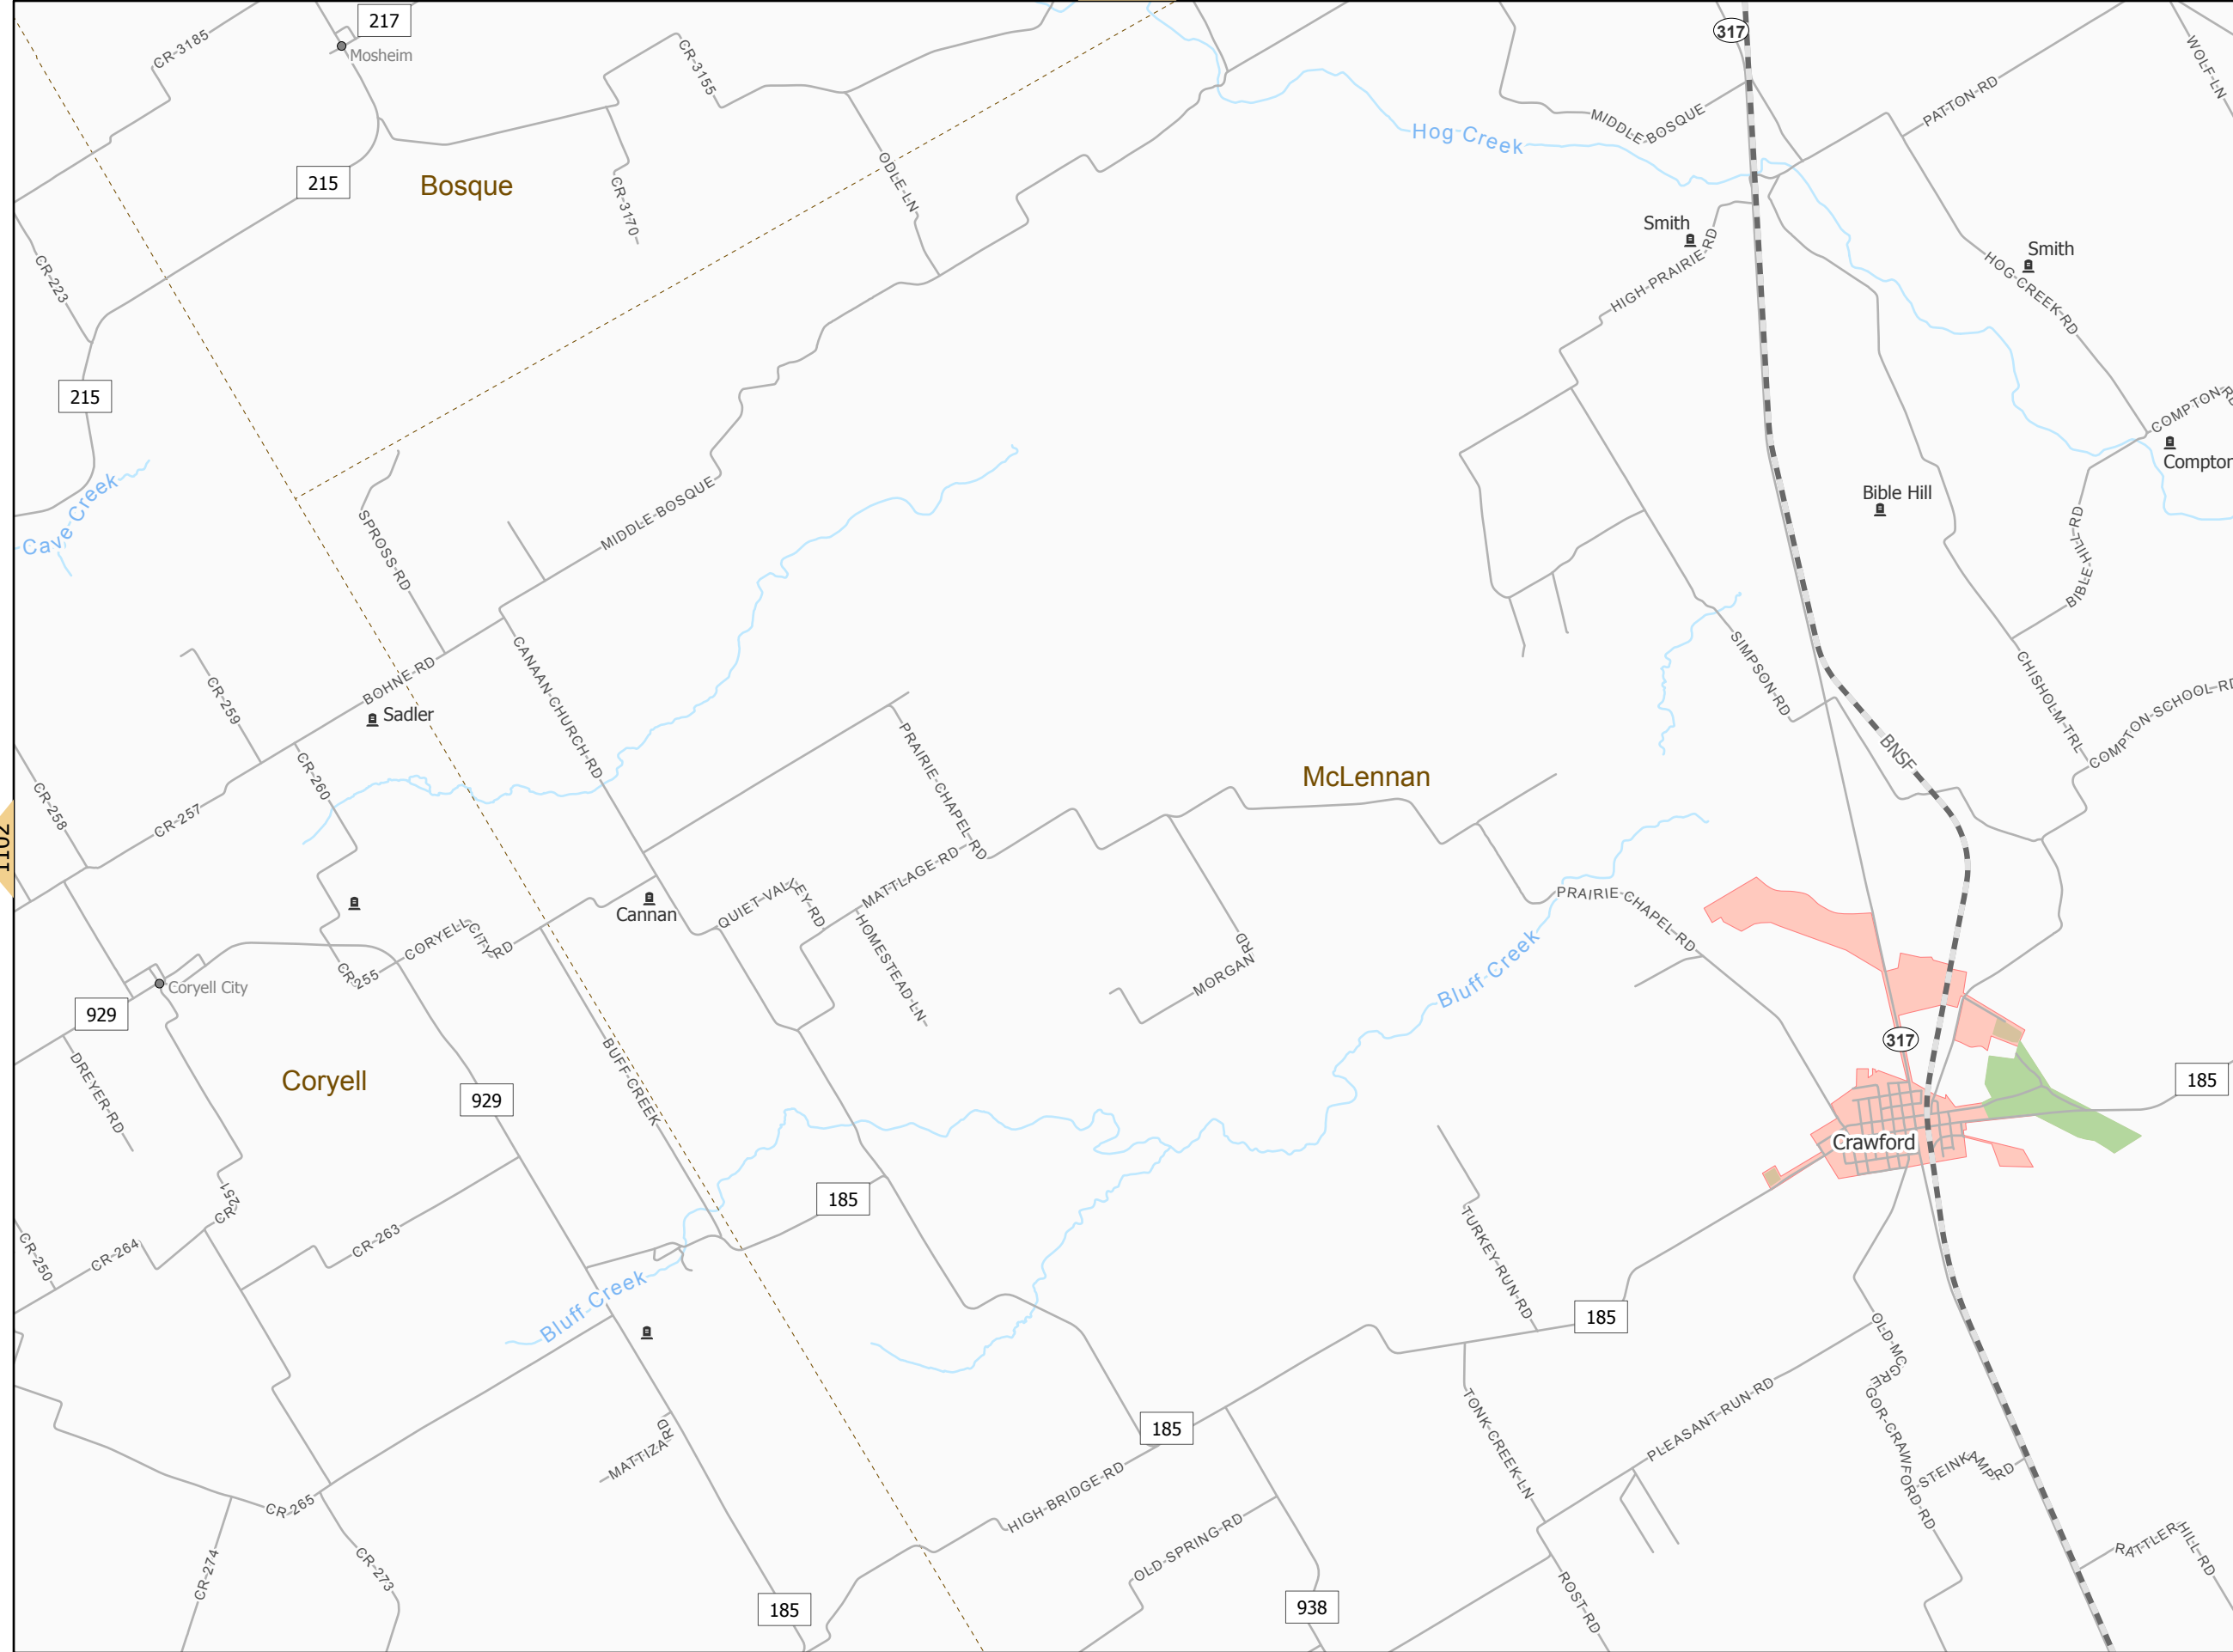 217
Mosheim
CR-3185
CR-3155
317
MIDDLE-BOSQUE
PATTON-RD
WOLF-LN
Hog-Creek
215
Bosque
CR-3170
ODLE-LN
Smith
HIGH-PRAIRIE-RD
Smith
HOG-CREEK-RD
CR-223
215
COMPTON-RD
Compton
Cave-Creek
SPROSS-RD
MIDDLE-BOSQUE
Bible Hill
BIBLE-HILL-RD
BOHNE-RD
CANAAN-CHURCH-RD
SIMPSON-RD
CHISHOLM-TRL
COMPTON-SCHOOL-RD
CR-259
Sadler
CR-260
PRAIRIE-CHAPEL-RD
McLennan
BNSF
CR-258
CR-257
1102
MATTLAGE-RD
QUIET-VALLEY-RD
Cannan
PRAIRIE-CHAPEL-RD
CORYELL-CITY-RD
CR-255
HOMESTEAD-LN
MORGAN-RD
Bluff-Creek
Coryell City
929
317
DREYER-RD
Coryell
929
BUFF-CREEK
185
Crawford
CR-251
185
CR-250
CR-264
CR-263
TURKEY-RUN-RD
Bluff-Creek
185
OLD-MC-GRE
GOR-CRAWFORD-RD
PLEASANT-RUN-RD
TONK-CREEK-LN
185
MATTIZA-RD
HIGH-BRIDGE-RD
STEINKAMP-RD
CR-265
OLD-SPRING-RD
RATTLER-HILL-RD
CR-274
CR-273
185
938
ROST-RD